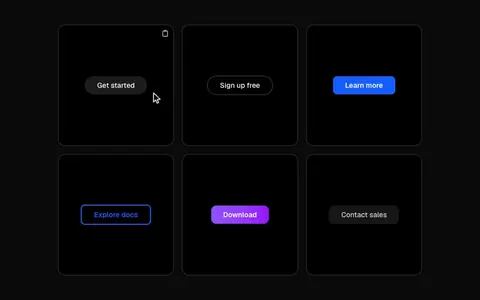 Get started
Sign up free
Learn more
Explore docs
Download
Contact sales